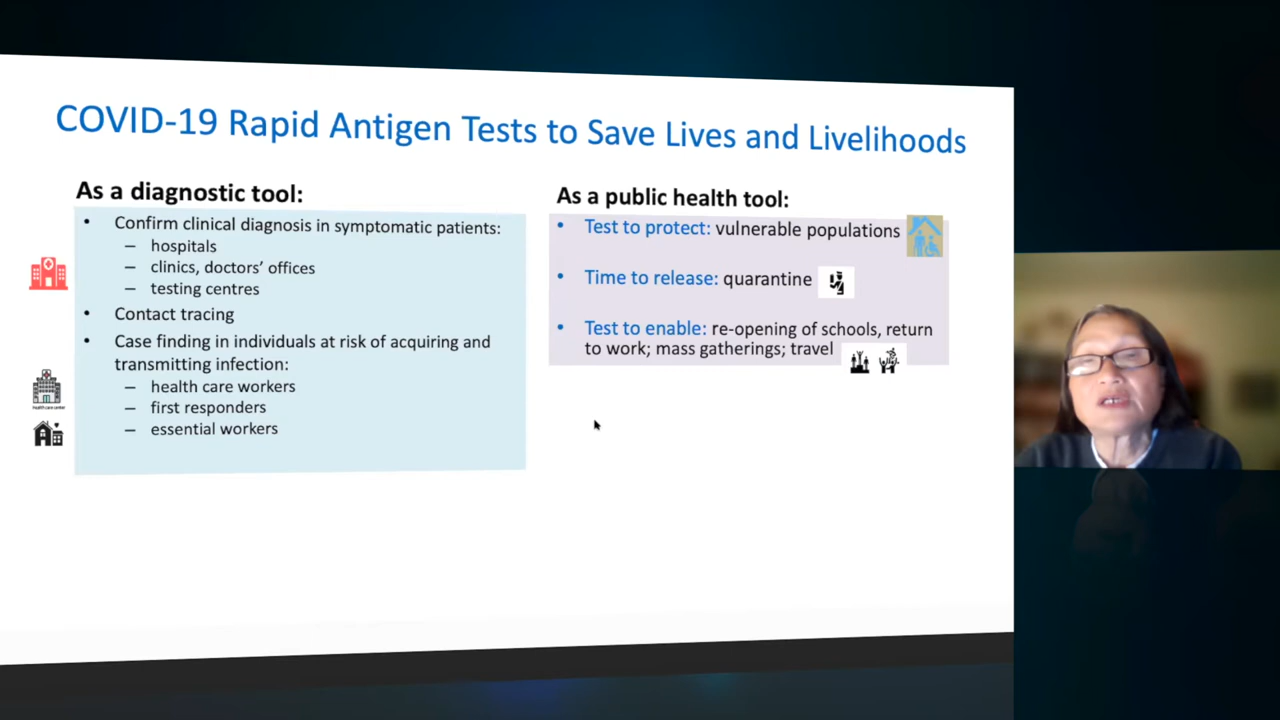 COVID-19 Rapid Antigen Tests to Save Lives and Livelihoods
As a diagnostic tool:
• Confirm clinical diagnosis in symptomatic patients:
– hospitals
– clinics, doctors’ offices
– testing centres
• Contact tracing
• Case finding in individuals at risk of acquiring and
transmitting infection:
– health care workers
– first responders
– essential workers
health care center
As a public health tool:
• Test to protect: vulnerable populations
• Time to release: quarantine
• Test to enable: re-opening of schools, return
to work; mass gatherings; travel